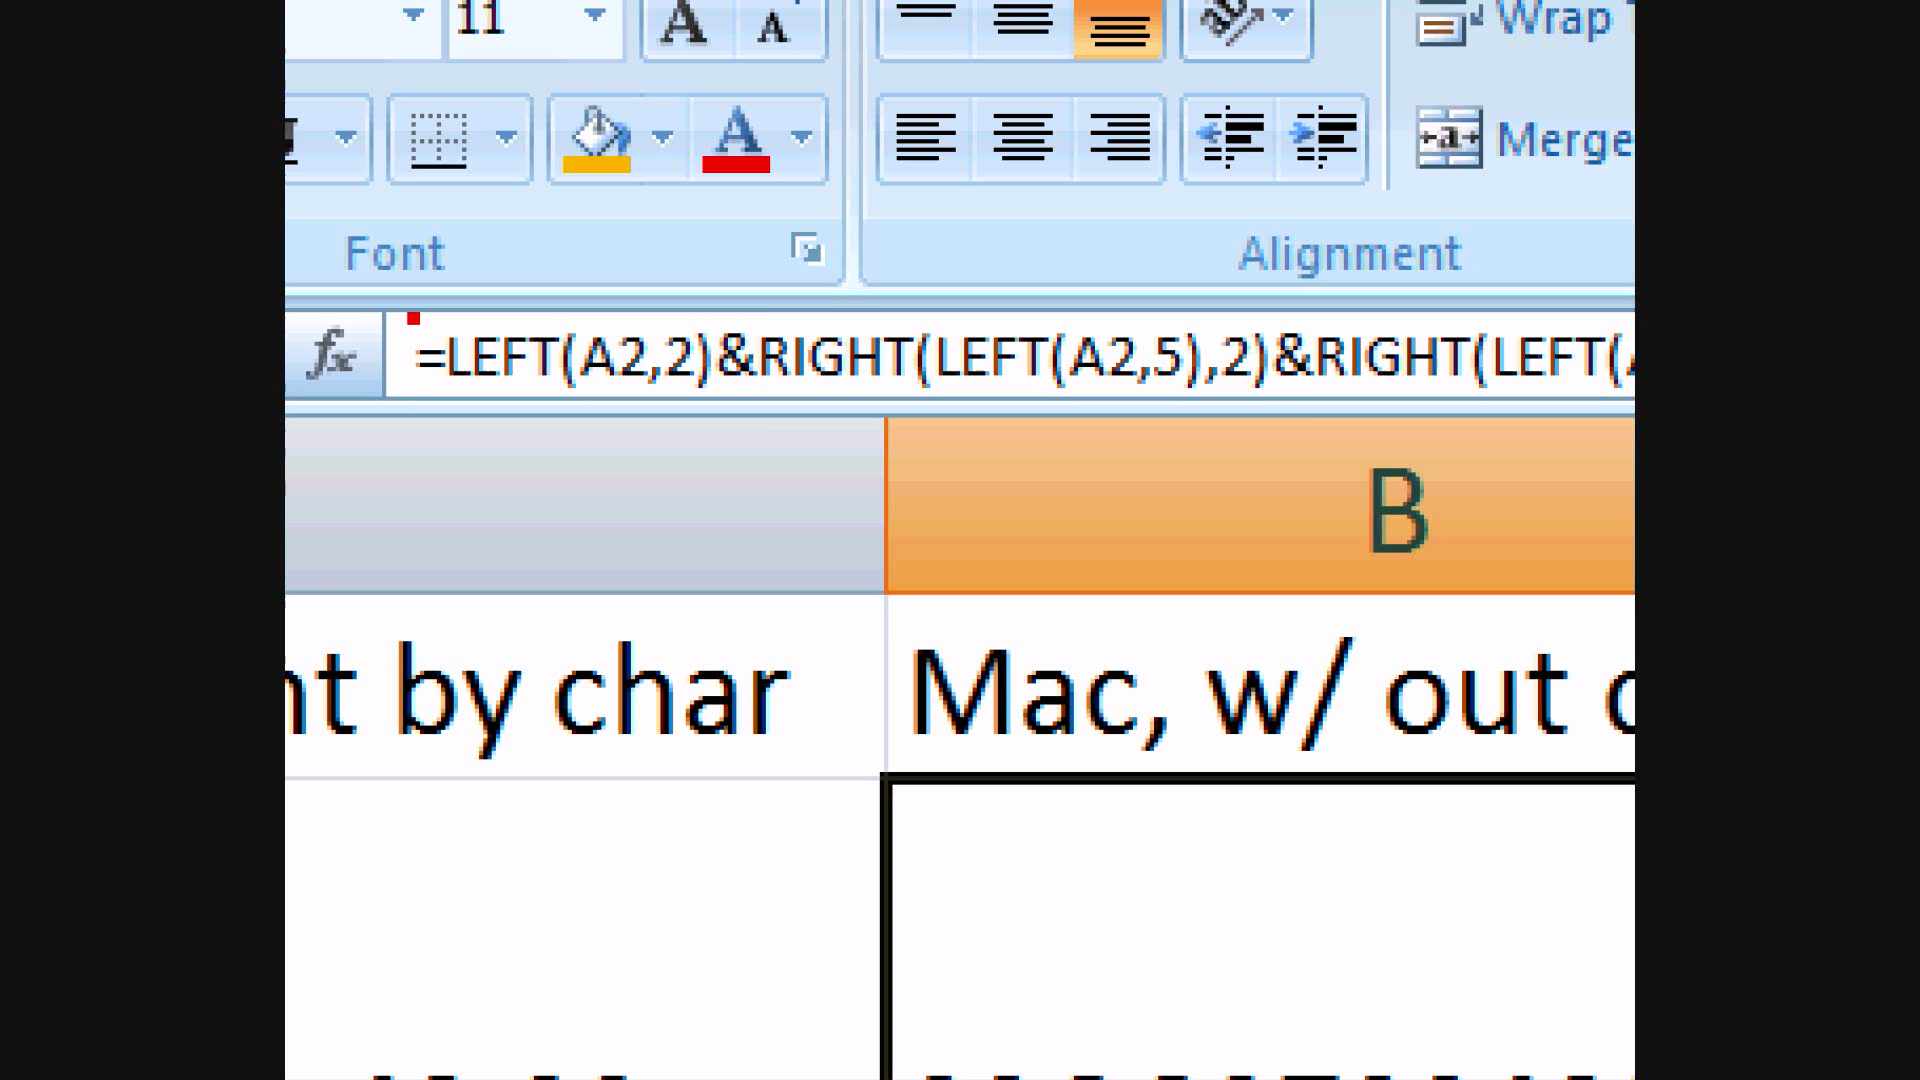 11 A A Wrap
A Merge
Font Alignment
fx =LEFT(A2,2)&RIGHT(LEFT(A2,5),2)&RIGHT(LEFT(
B
by char Mac, w/ out